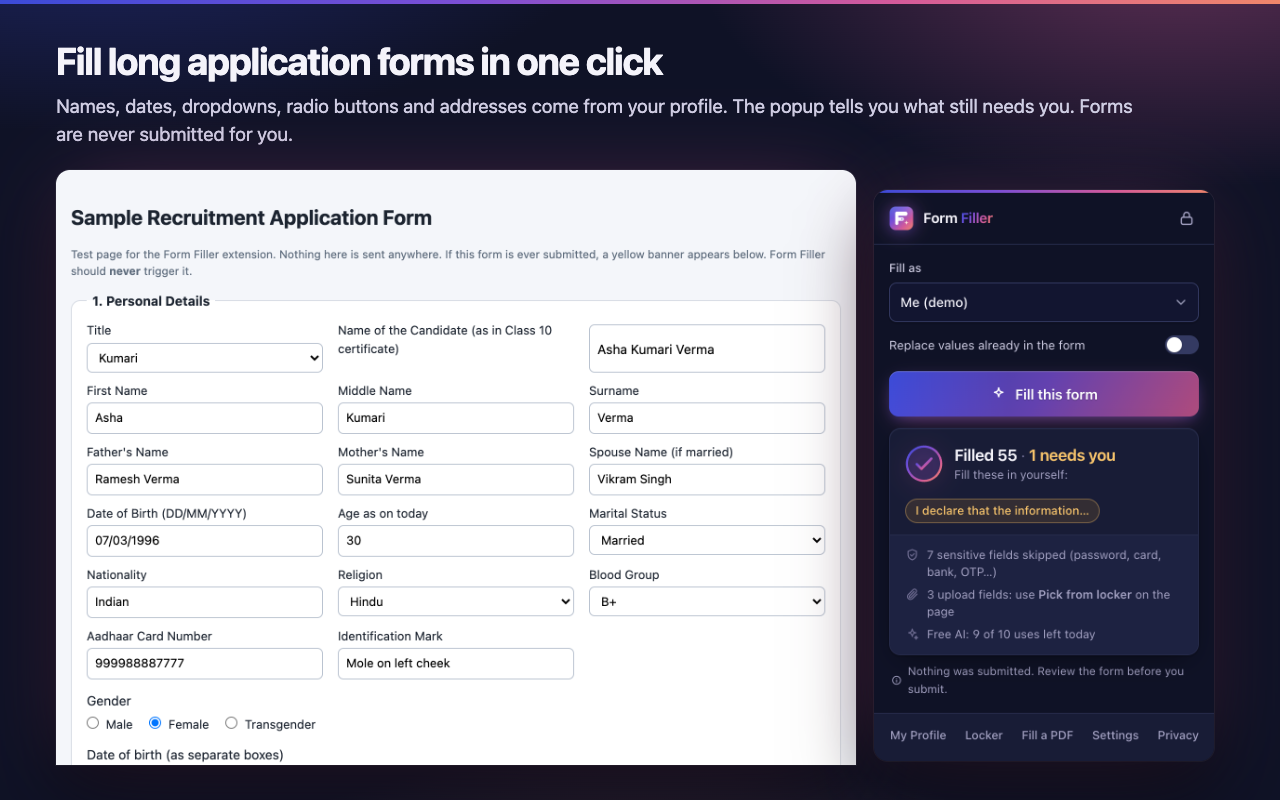 Fill long application forms in one click
Names, dates, dropdowns, radio buttons and addresses come from your profile. The popup tells you what still needs you. Forms
are never submitted for you.
Sample Recruitment Application Form
Test page for the Form Filler extension. Nothing here is sent anywhere. If this form is ever submitted, a yellow banner appears below. Form Filler
should never trigger it.
1. Personal Details
Title
Kumari
Name of the Candidate (as in Class 10
certificate)
Asha Kumari Verma
First Name
Middle Name
Surname
Asha
Kumari
Verma
Father's Name
Mother's Name
Spouse Name (if married)
Ramesh Verma
Sunita Verma
Vikram Singh
Date of Birth (DD/MM/YYYY)
Age as on today
Marital Status
07/03/1996
30
Married
Nationality
Religion
Blood Group
Indian
Hindu
B+
Aadhaar Card Number
Identification Mark
999988887777
Mole on left cheek
Gender
Male
Female
Transgender
Date of birth (as separate boxes)
Form Filler
Fill as
Me (demo)
Replace values already in the form
Fill this form
Filled 55 · 1 needs you
Fill these in yourself:
I declare that the information...
7 sensitive fields skipped (password, card,
bank, OTP...)
3 upload fields: use Pick from locker on the
page
Free AI: 9 of 10 uses left today
Nothing was submitted. Review the form before you
submit.
My Profile
Locker
Fill a PDF
Settings
Privacy